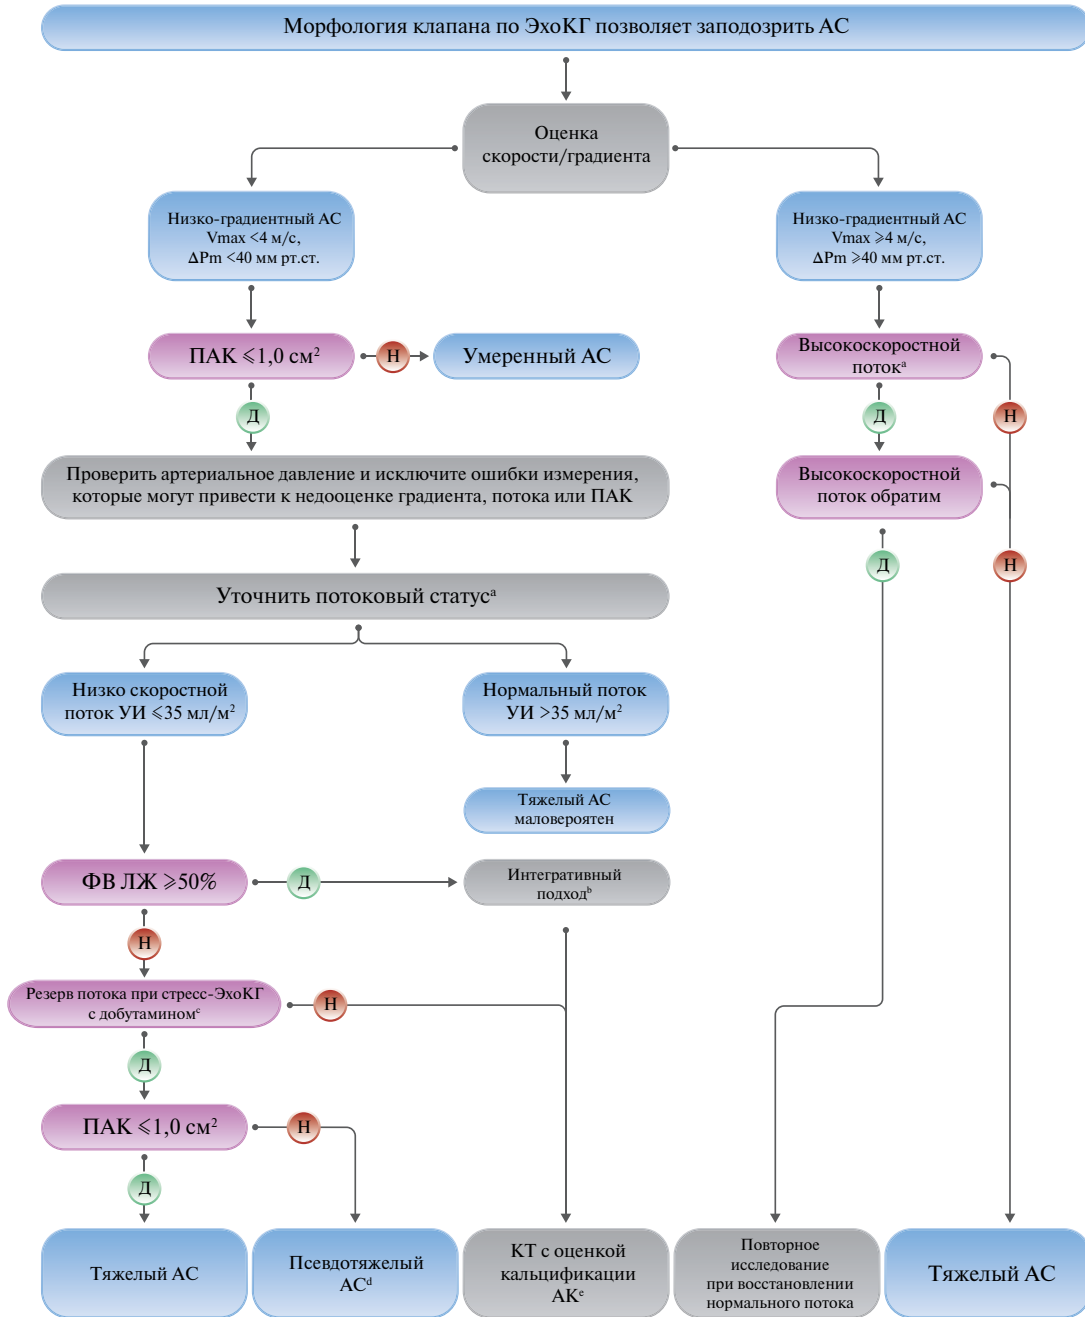 Морфология клапана по ЭхоКГ позволяет заподозрить АС
Оценка
скорости/градиента
Низко-градиентный АС
Vmax <4 м/с,
ΔPm <40 мм рт.ст.
Низко-градиентный АС
Vmax ⩾4 м/с,
ΔPm ⩾40 мм рт.ст.
ПАК ⩽1,0 см²
Н
Умеренный АС
Высокоскоростной
потокᵃ
Д
Д
Н
Проверить артериальное давление и исключите ошибки измерения,
которые могут привести к недооценке градиента, потока или ПАК
Высокоскоростной
поток обратим
Д
Н
Уточнить потоковый статусᵃ
Низко скоростной
поток УИ ⩽35 мл/м²
Нормальный поток
УИ >35 мл/м²
Тяжелый АС
маловероятен
ФВ ЛЖ ⩾50%
Д
Интегративный
подходᵇ
Н
Резерв потока при стресс-ЭхоКГ
с добутаминомᶜ
Н
Д
ПАК ⩽1,0 см²
Н
Д
Тяжелый АС
Псевдотяжелый
АСᵈ
КТ с оценкой
кальцификации
АКᵉ
Повторное
исследование
при восстановлении
нормального потока
Тяжелый АС